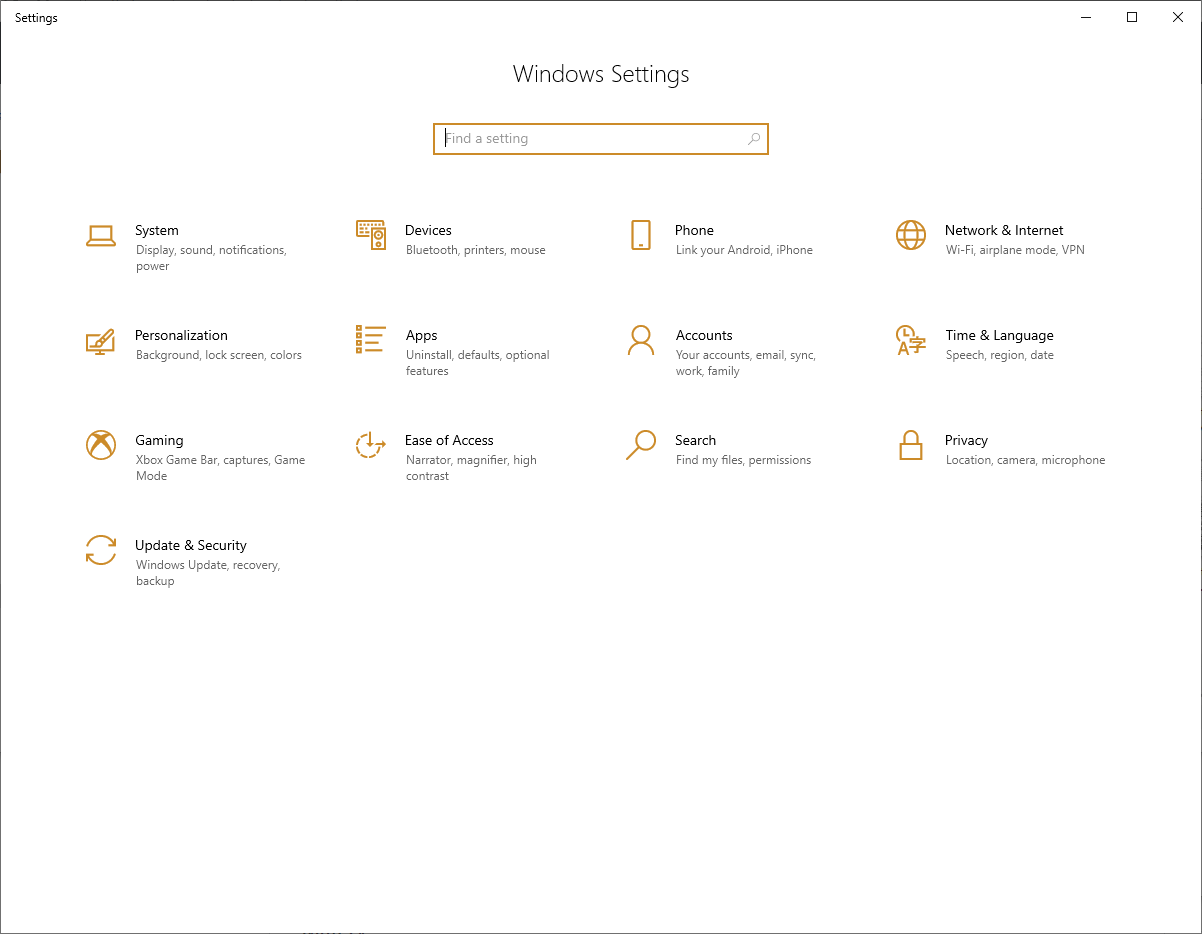 Settings
Windows Settings
Find a setting
System
Display, sound, notifications,
power
Devices
Bluetooth, printers, mouse
Phone
Link your Android, iPhone
Network & Internet
Wi-Fi, airplane mode, VPN
Personalization
Background, lock screen, colors
Apps
Uninstall, defaults, optional
features
Accounts
Your accounts, email, sync,
work, family
Time & Language
Speech, region, date
Gaming
Xbox Game Bar, captures, Game
Mode
Ease of Access
Narrator, magnifier, high
contrast
Search
Find my files, permissions
Privacy
Location, camera, microphone
Update & Security
Windows Update, recovery,
backup